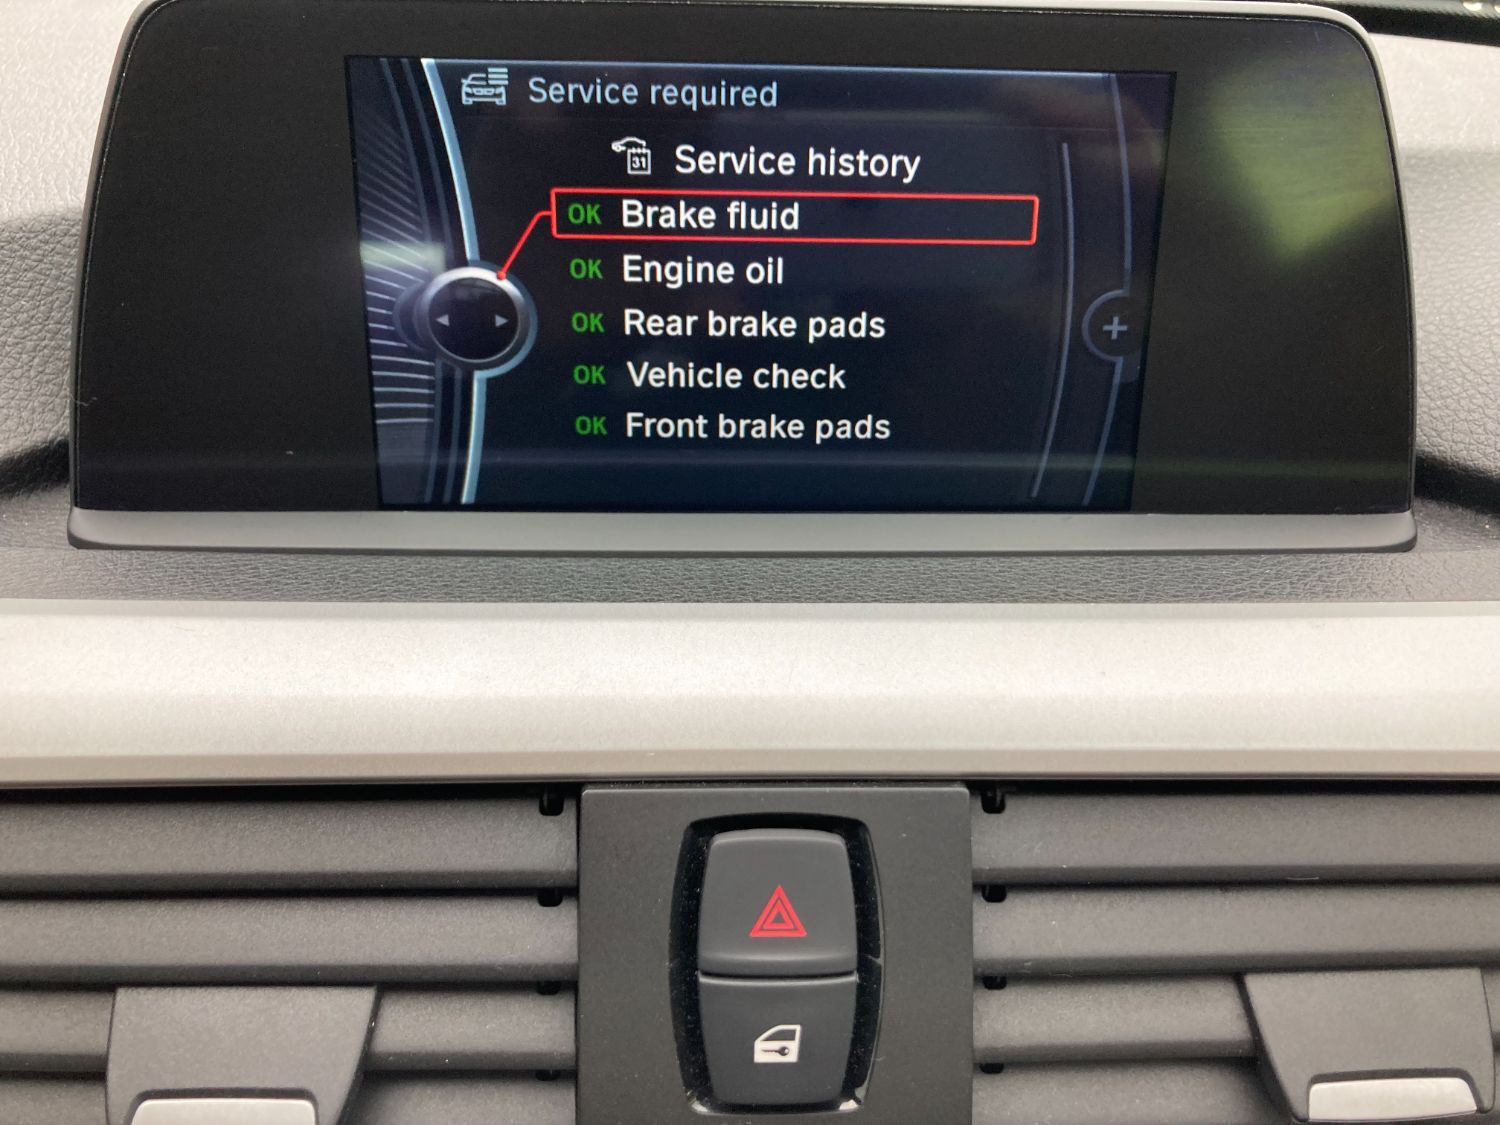 Service required
31 Service history
OK Brake fluid
OK Engine oil
OK Rear brake pads
OK Vehicle check
OK Front brake pads